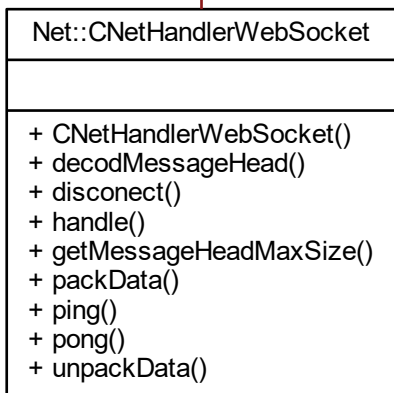 Net::CNetHandlerWebSocket
+ CNetHandlerWebSocket()
+ decodMessageHead()
+ disconect()
+ handle()
+ getMessageHeadMaxSize()
+ packData()
+ ping()
+ pong()
+ unpackData()